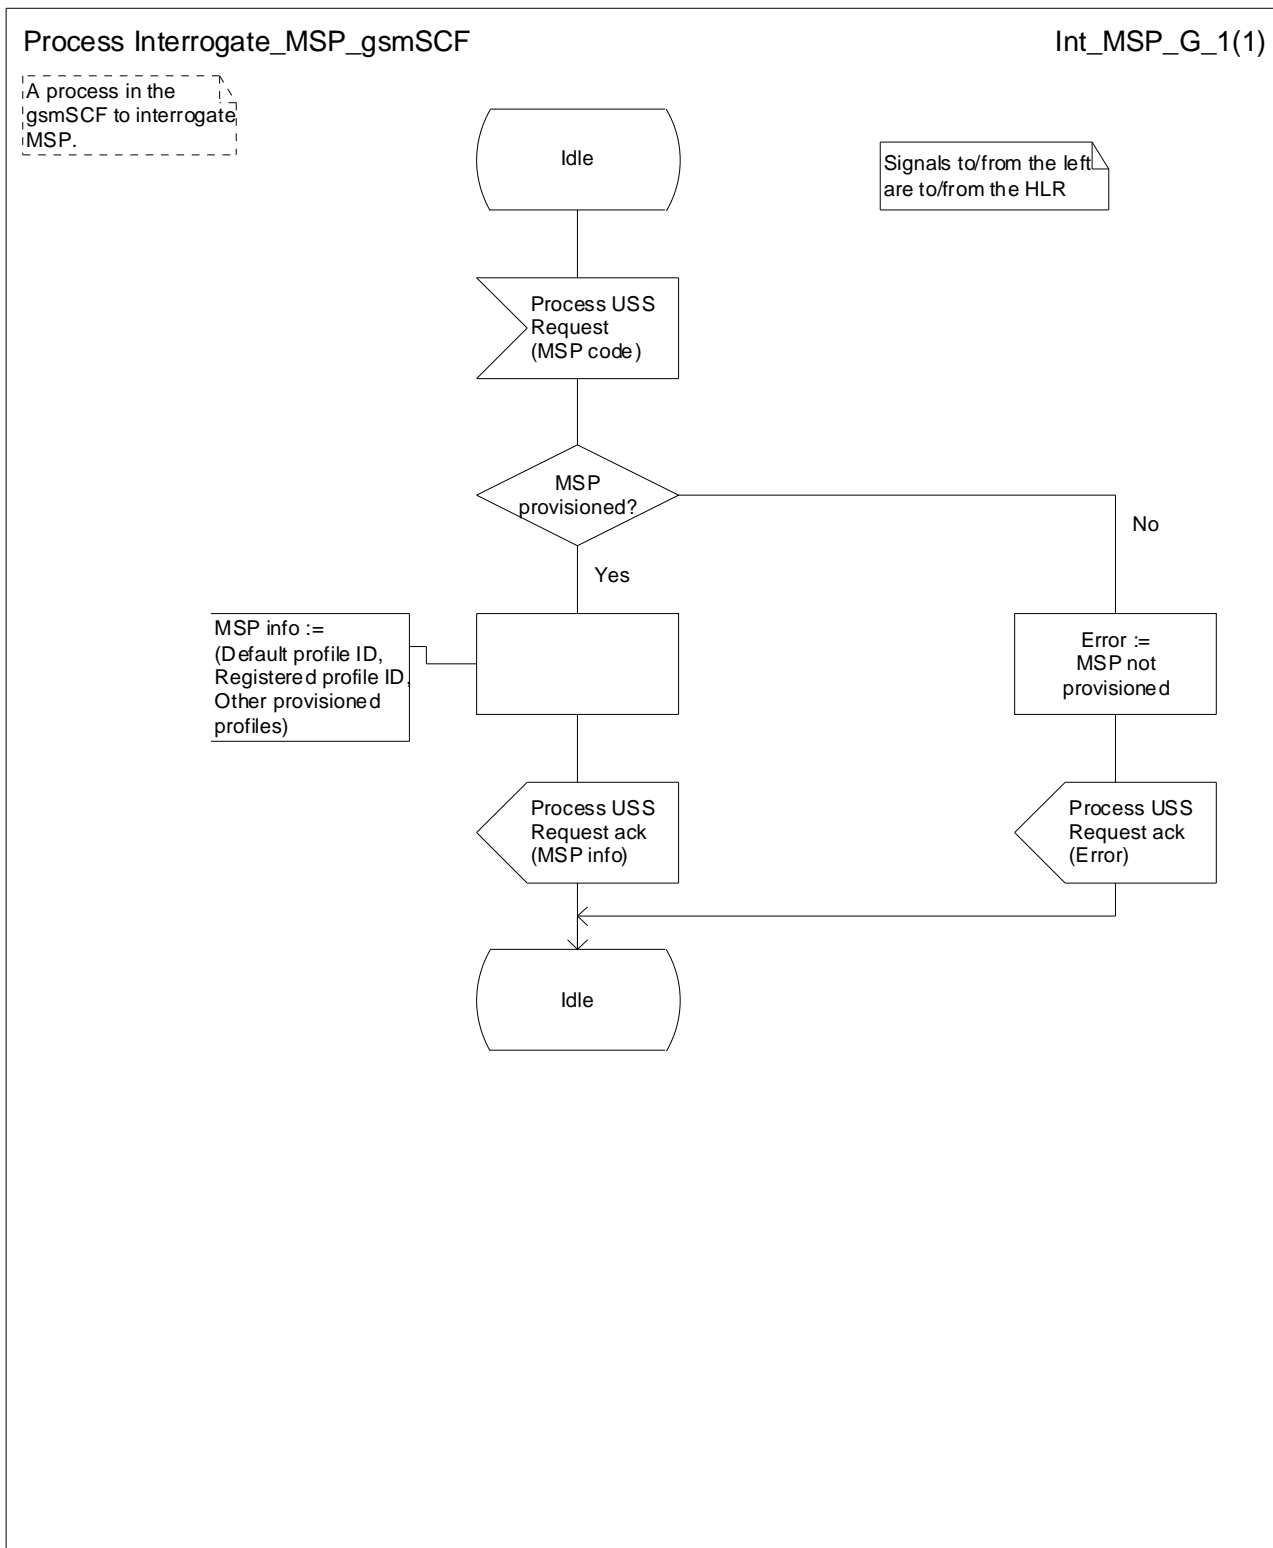 Process Interrogate_MSP_gsmSCF
Int_MSP_G_1(1)
A process in the
gsmSCF to interrogate
MSP.
Idle
Signals to/from the left
are to/from the HLR
Process USS
Request
(MSP code)
MSP
provisioned?
No
Yes
MSP info :=
(Default profile ID,
Registered profile ID,
Other provisioned
profiles)
Error :=
MSP not
provisioned
Process USS
Request ack
(MSP info)
Process USS
Request ack
(Error)
Idle